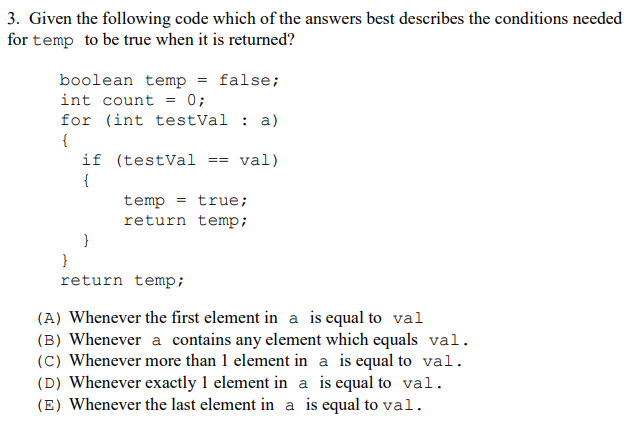 3. Given the following code which of the answers best describes the conditions needed
for temp to be true when it is returned?
boolean temp = false;
int count = 0;
for (int testVal : a)
{
if (testVal == val)
{
temp = true;
return temp;
}
}
return temp;
(A) Whenever the first element in a is equal to val
(B) Whenever a contains any element which equals val.
(C) Whenever more than 1 element in a is equal to val.
(D) Whenever exactly 1 element in a is equal to val.
(E) Whenever the last element in a is equal to val.